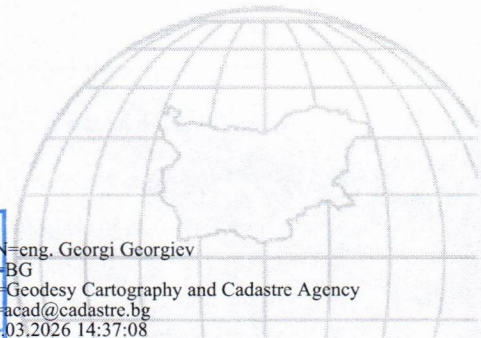 N=eng. Georgi Georgiev
=BG
=Geodesy Cartography and Cadastre Agency
=acad@cadastre.bg
.03.2026 14:37:08